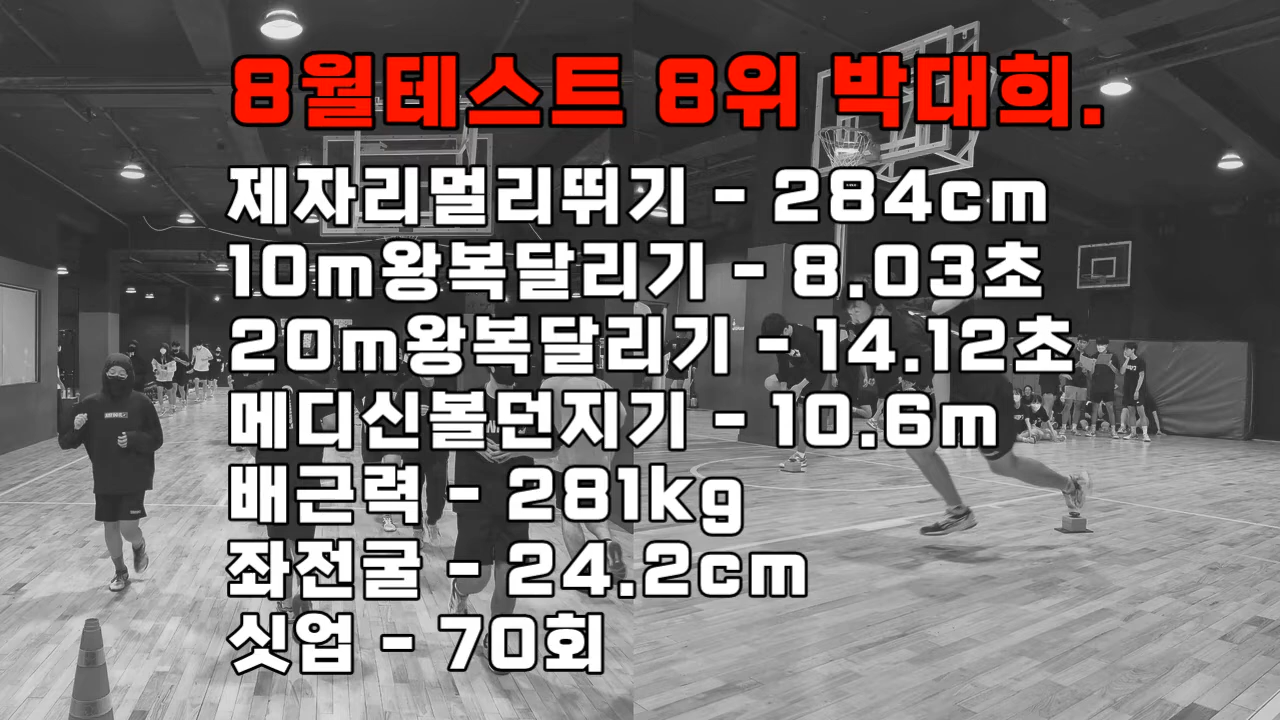 8월테스트 8위 박대희.
제자리멀리뛰기 - 284cm
10m왕복달리기 - 8.03초
20m왕복달리기 - 14.12초
메디신볼던지기 - 10.6m
배근력 - 281kg
좌전굴 - 24.2cm
싯업 - 70회